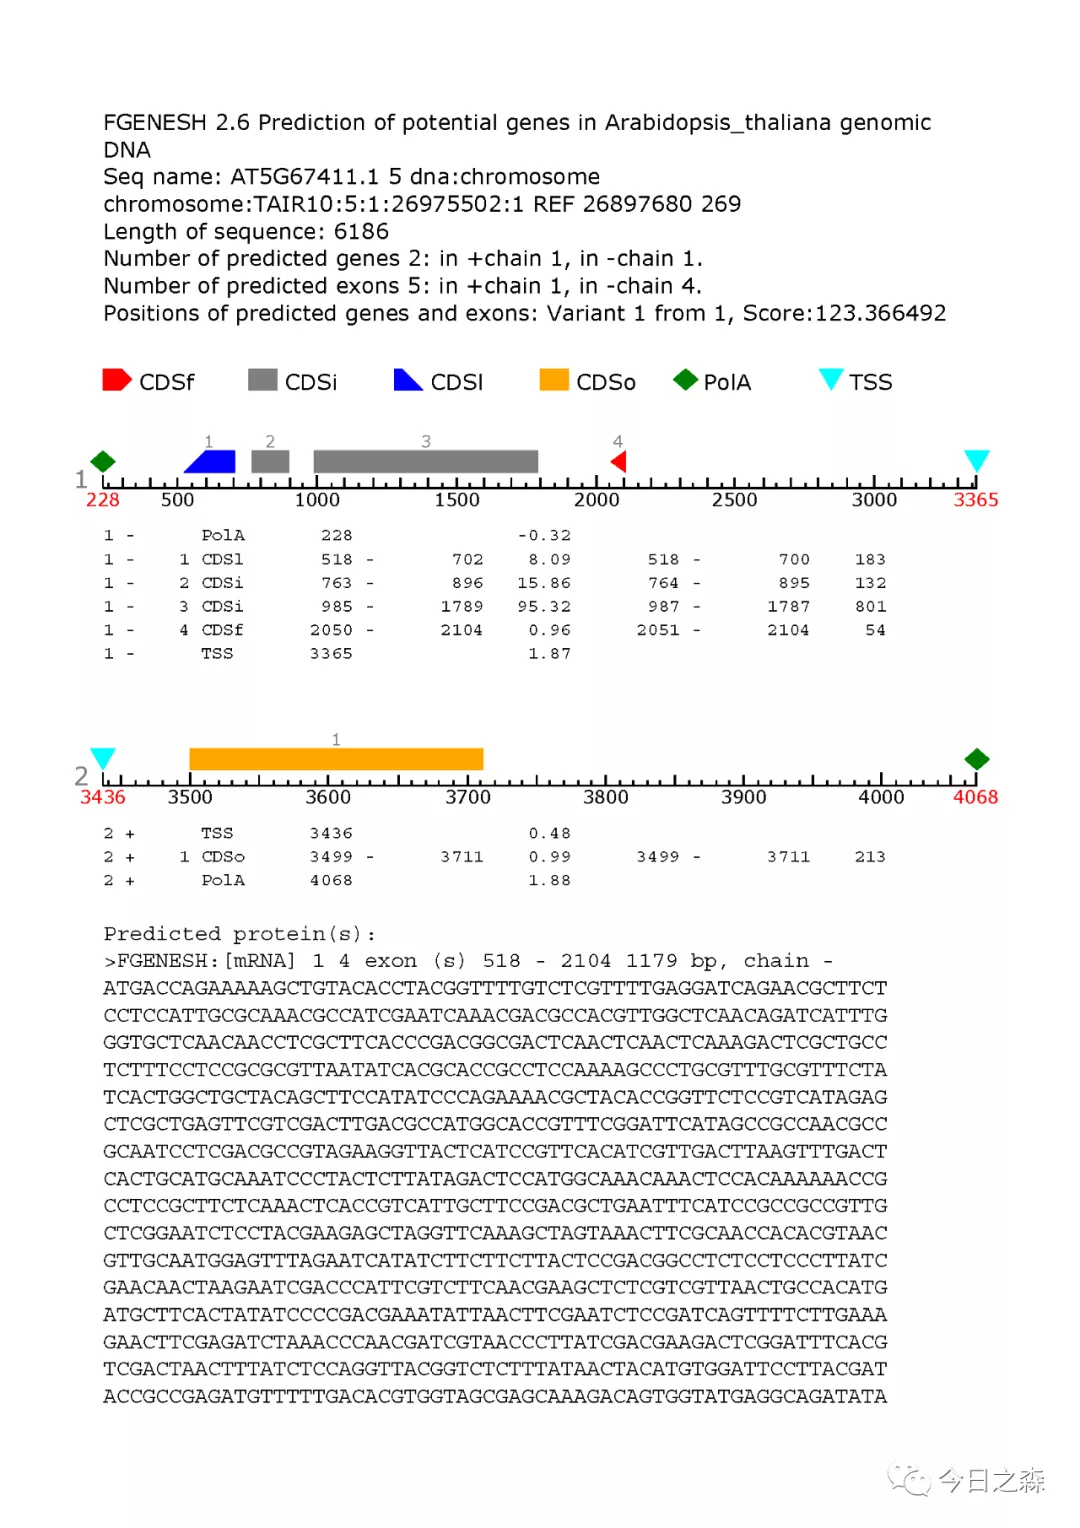 FGENESH 2.6 Prediction of potential genes in Arabidopsis_thaliana genomic
DNA
Seq name: AT5G67411.1 5 dna:chromosome
chromosome:TAIR10:5:1:26975502:1 REF 26897680 269
Length of sequence: 6186
Number of predicted genes 2: in +chain 1, in -chain 1.
Number of predicted exons 5: in +chain 1, in -chain 4.
Positions of predicted genes and exons: Variant 1 from 1, Score:123.366492
CDSf CDSi CDSl CDSo PolA TSS
1 2 3 4
1
228 500 1000 1500 2000 2500 3000 3365
1 - PolA 228 -0.32
1 - 1 CDSl 518 - 702 8.09 518 - 700 183
1 - 2 CDSi 763 - 896 15.86 764 - 895 132
1 - 3 CDSi 985 - 1789 95.32 987 - 1787 801
1 - 4 CDSf 2050 - 2104 0.96 2051 - 2104 54
1 - TSS 3365 1.87
1
2
3436 3500 3600 3700 3800 3900 4000 4068
2 + TSS 3436 0.48
2 + 1 CDSo 3499 - 3711 0.99 3499 - 3711 213
2 + PolA 4068 1.88
Predicted protein(s):
>FGENESH:[mRNA] 1 4 exon (s) 518 - 2104 1179 bp, chain -
ATGACCAGAAAAAGCTGTACACCTACGGTTTTGTCTCGTTTTGAGGATCAGAACGCTTCT
CCTCCATTGCGCAAACGCCATCGAATCAAACGACGCCACGTTGGCTCAACAGATCATTTG
GGTGCTCAACAACCTCGCTTCACCCGACGGCGACTCAACTCAACTCAAAGACTCGCTGCC
TCTTTCCTCCGCGCGTTAATATCACGCACCGCCTCCAAAAGCCCTGCGTTTGCGTTTCTA
TCACTGGCTGCTACAGCTTCCATATCCCAGAAAACGCTACACCGGTTCTCCGTCATAGAG
CTCGCTGAGTTCGTCGACTTGACGCCATGGCACCGTTTCGGATTCATAGCCGCCAACGCC
GCAATCCTCGACGCCGTAGAAGGTTACTCATCCGTTCACATCGTTGACTTAAGTTTGACT
CACTGCATGCAAATCCCTACTCTTATAGACTCCATGGCAAACAAACTCCACAAAAAACCG
CCTCCGCTTCTCAAACTCACCGTCATTGCTTCCGACGCTGAATTTCATCCGCCGCCGTTG
CTCGGAATCTCCTACGAAGAGCTAGGTTCAAAGCTAGTAAACTTCGCAACCACACGTAAC
GTTGCAATGGAGTTTAGAATCATATCTTCTTCTTACTCCGACGGCCTCTCCTCCCTTATC
GAACAACTAAGAATCGACCCATTCGTCTTCAACGAAGCTCTCGTCGTTAACTGCCACATG
ATGCTTCACTATATCCCCGACGAAATATTAACTTCGAATCTCCGATCAGTTTTCTTGAAA
GAACTTCGAGATCTAAACCCAACGATCGTAACCCTTATCGACGAAGACTCGGATTTCACG
TCGACTAACTTTATCTCCAGGTTACGGTCTCTTTATAACTACATGTGGATTCCTTACGAT
ACCGCCGAGATGTTTTTGACACGTGGTAGCGAGCAAAGACAGTGGTATGAGGCAGATATA
今日之森